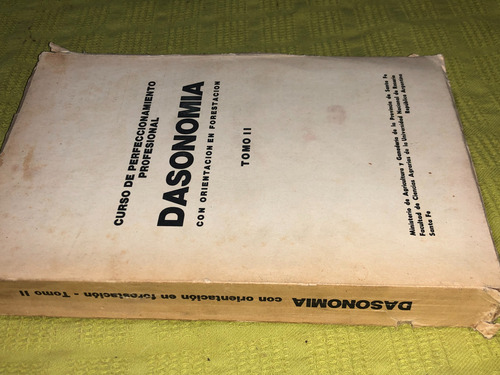 CURSO DE PERFECCIONAMIENTO
PROFESIONAL
DASONOMIA
CON ORIENTACION EN FORESTACION
TOMO II
Ministerio de Agricultura y Ganadería de la Provincia de Santa Fe
Facultad de Ciencias Agrarias de la Universidad Nacional de Rosario
Santa Fe República Argentina
DASONOMIA con orientación en forestación - Tomo II